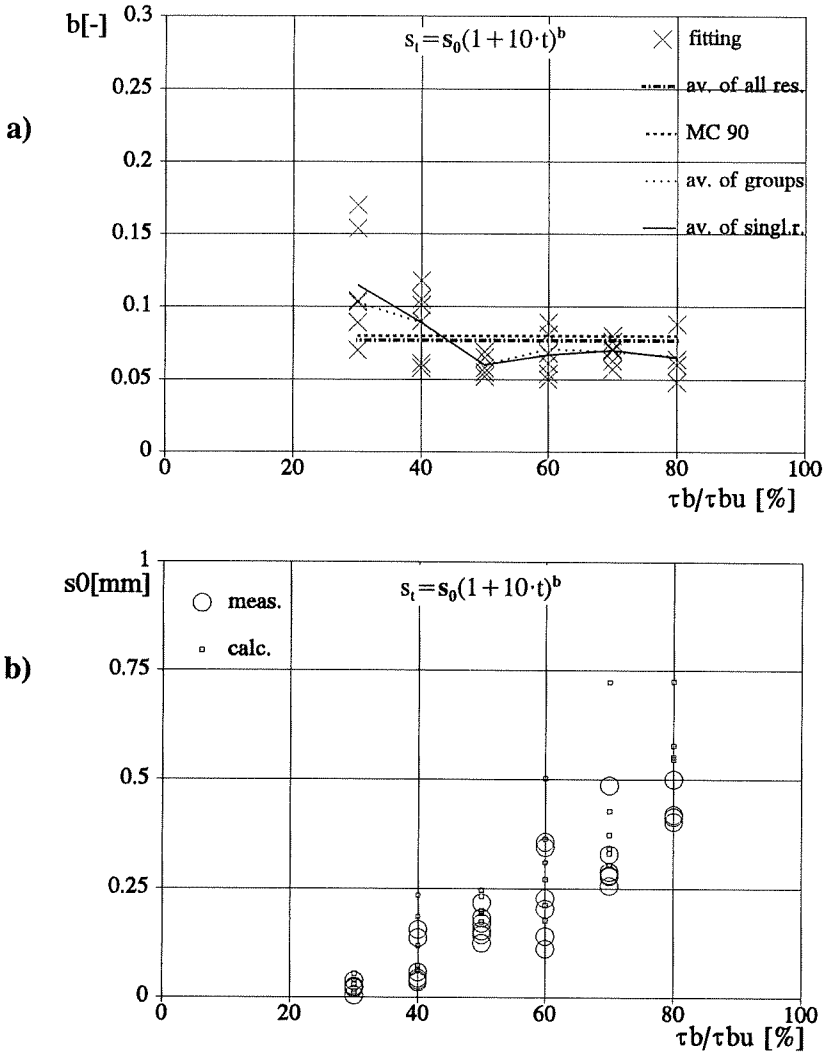 b[-]
0.3
0.25
0.2
0.15
0.1
0.05
0
s_t=s_0(1+10·t)^b
fitting
av. of all res.
MC 90
av. of groups
av. of singl.r.
a)
0 20 40 60 80 100
τb/τbu [%]
1
s0[mm]
0.75
0.5
0.25
0
s_t=s_0(1+10·t)^b
meas.
calc.
b)
0 20 40 60 80 100
τb/τbu [%]